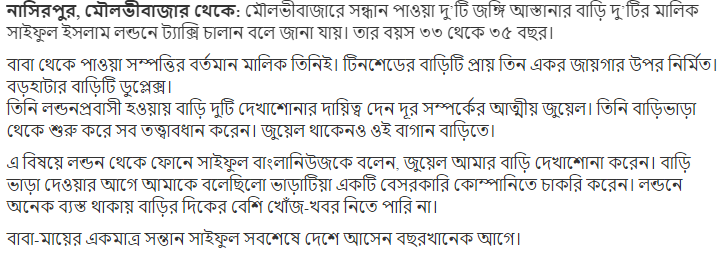 নাসিরপুর, মৌলভীবাজার থেকে: মৌলভীবাজারে সন্ধান পাওয়া দু'টি জঙ্গি আস্তানার বাড়ি দু'টির মালিক
সাইফুল ইসলাম লন্ডনে ট্যাক্সি চালান বলে জানা যায়। তার বয়স ৩৩ থেকে ৩৫ বছর।
বাবা থেকে পাওয়া সম্পত্তির বর্তমান মালিক তিনিই। টিনশেডের বাড়িটি প্রায় তিন একর জায়গার উপর নির্মিত।
বড়হাটার বাড়িটি ডুপ্লেক্স।
তিনি লন্ডনপ্রবাসী হওয়ায় বাড়ি দুটি দেখাশোনার দায়িত্ব দেন দূর সম্পর্কের আত্মীয় জুয়েল। তিনি বাড়িভাড়া
থেকে শুরু করে সব তত্ত্বাবধান করেন। জুয়েল থাকেনও ওই বাগান বাড়িতে।
এ বিষয়ে লন্ডন থেকে ফোনে সাইফুল বাংলানিউজকে বলেন, জুয়েল আমার বাড়ি দেখাশোনা করেন। বাড়ি
ভাড়া দেওয়ার আগে আমাকে বলেছিলো ভাড়াটিয়া একটি বেসরকারি কোম্পানিতে চাকরি করেন। লন্ডনে
অনেক ব্যস্ত থাকায় বাড়ির দিকের বেশি খোঁজ-খবর নিতে পারি না।
বাবা-মায়ের একমাত্র সন্তান সাইফুল সবশেষে দেশে আসেন বছরখানেক আগে।